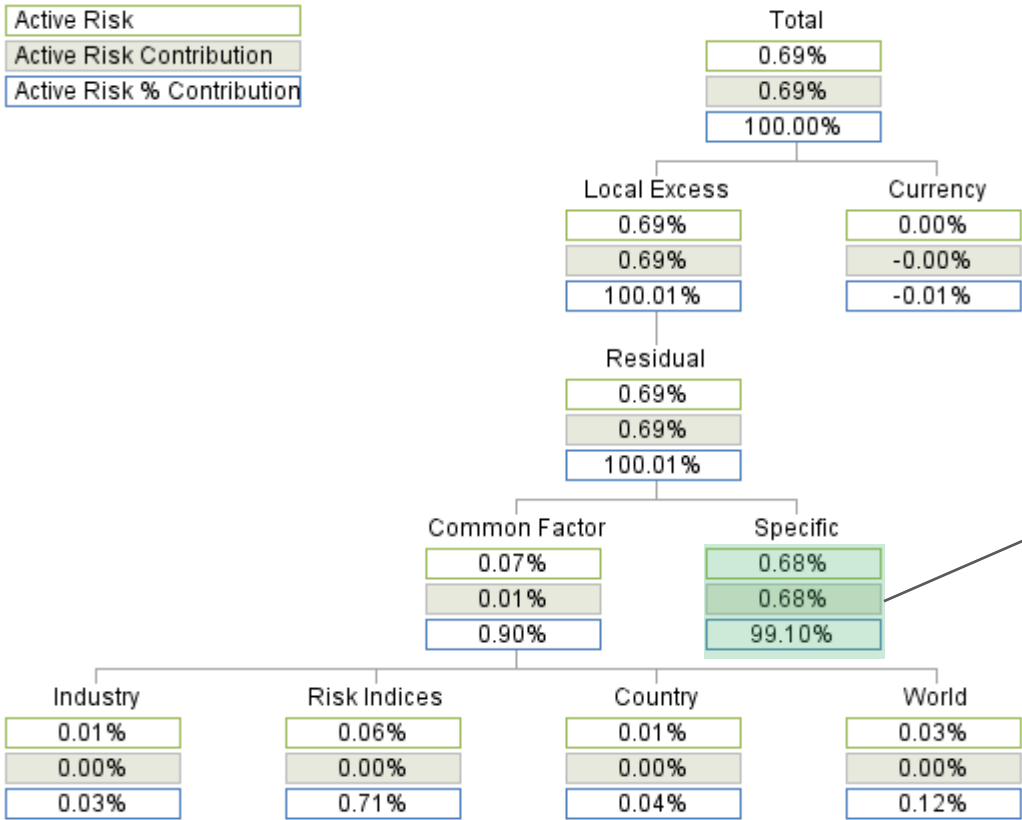 Active Risk
Active Risk Contribution
Active Risk % Contribution
Total
0.69%
0.69%
100.00%
Local Excess
0.69%
0.69%
100.01%
Currency
0.00%
-0.00%
-0.01%
Residual
0.69%
0.69%
100.01%
Common Factor
0.07%
0.01%
0.90%
Specific
0.68%
0.68%
99.10%
Industry
0.01%
0.00%
0.03%
Risk Indices
0.06%
0.00%
0.71%
Country
0.01%
0.00%
0.04%
World
0.03%
0.00%
0.12%